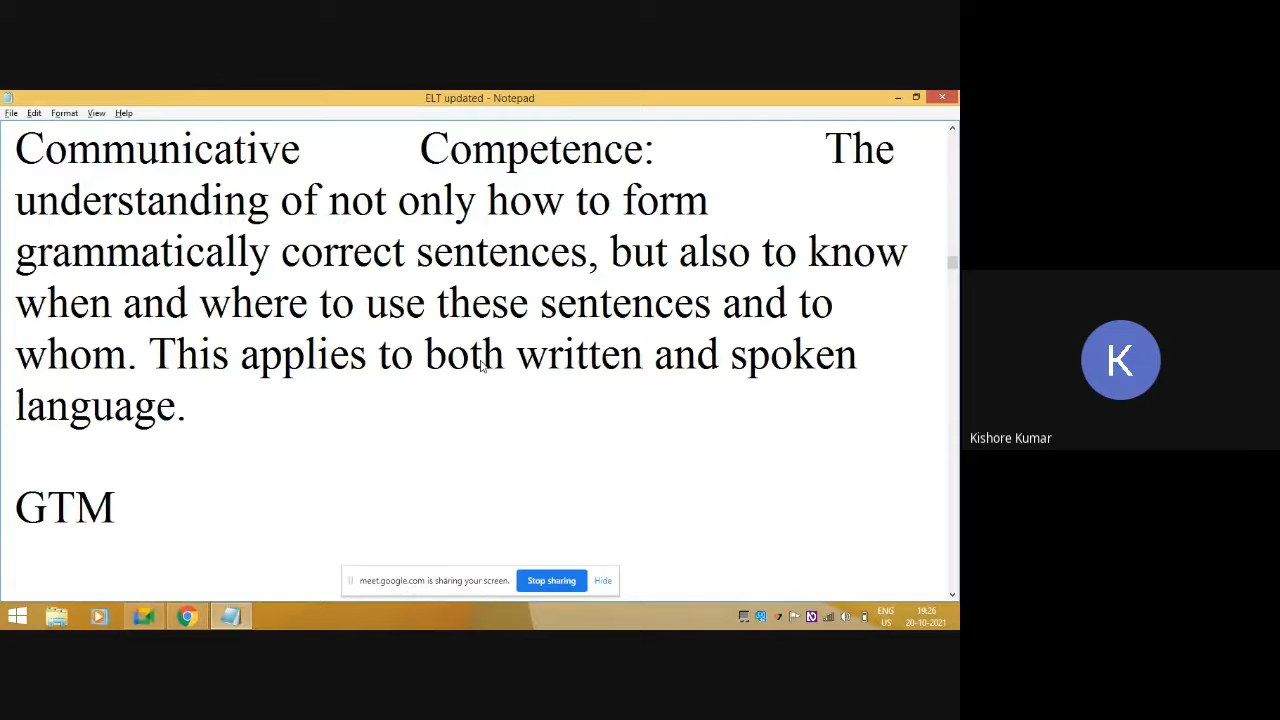 ELT updated - Notepad
File Edit Format View Help
Communicative Competence: The
understanding of not only how to form
grammatically correct sentences, but also to know
when and where to use these sentences and to
whom. This applies to both written and spoken
language.
GTM
meet.google.com is sharing your screen. Stop sharing Hide
ENG 19:26
US 20-10-2021
K
Kishore Kumar